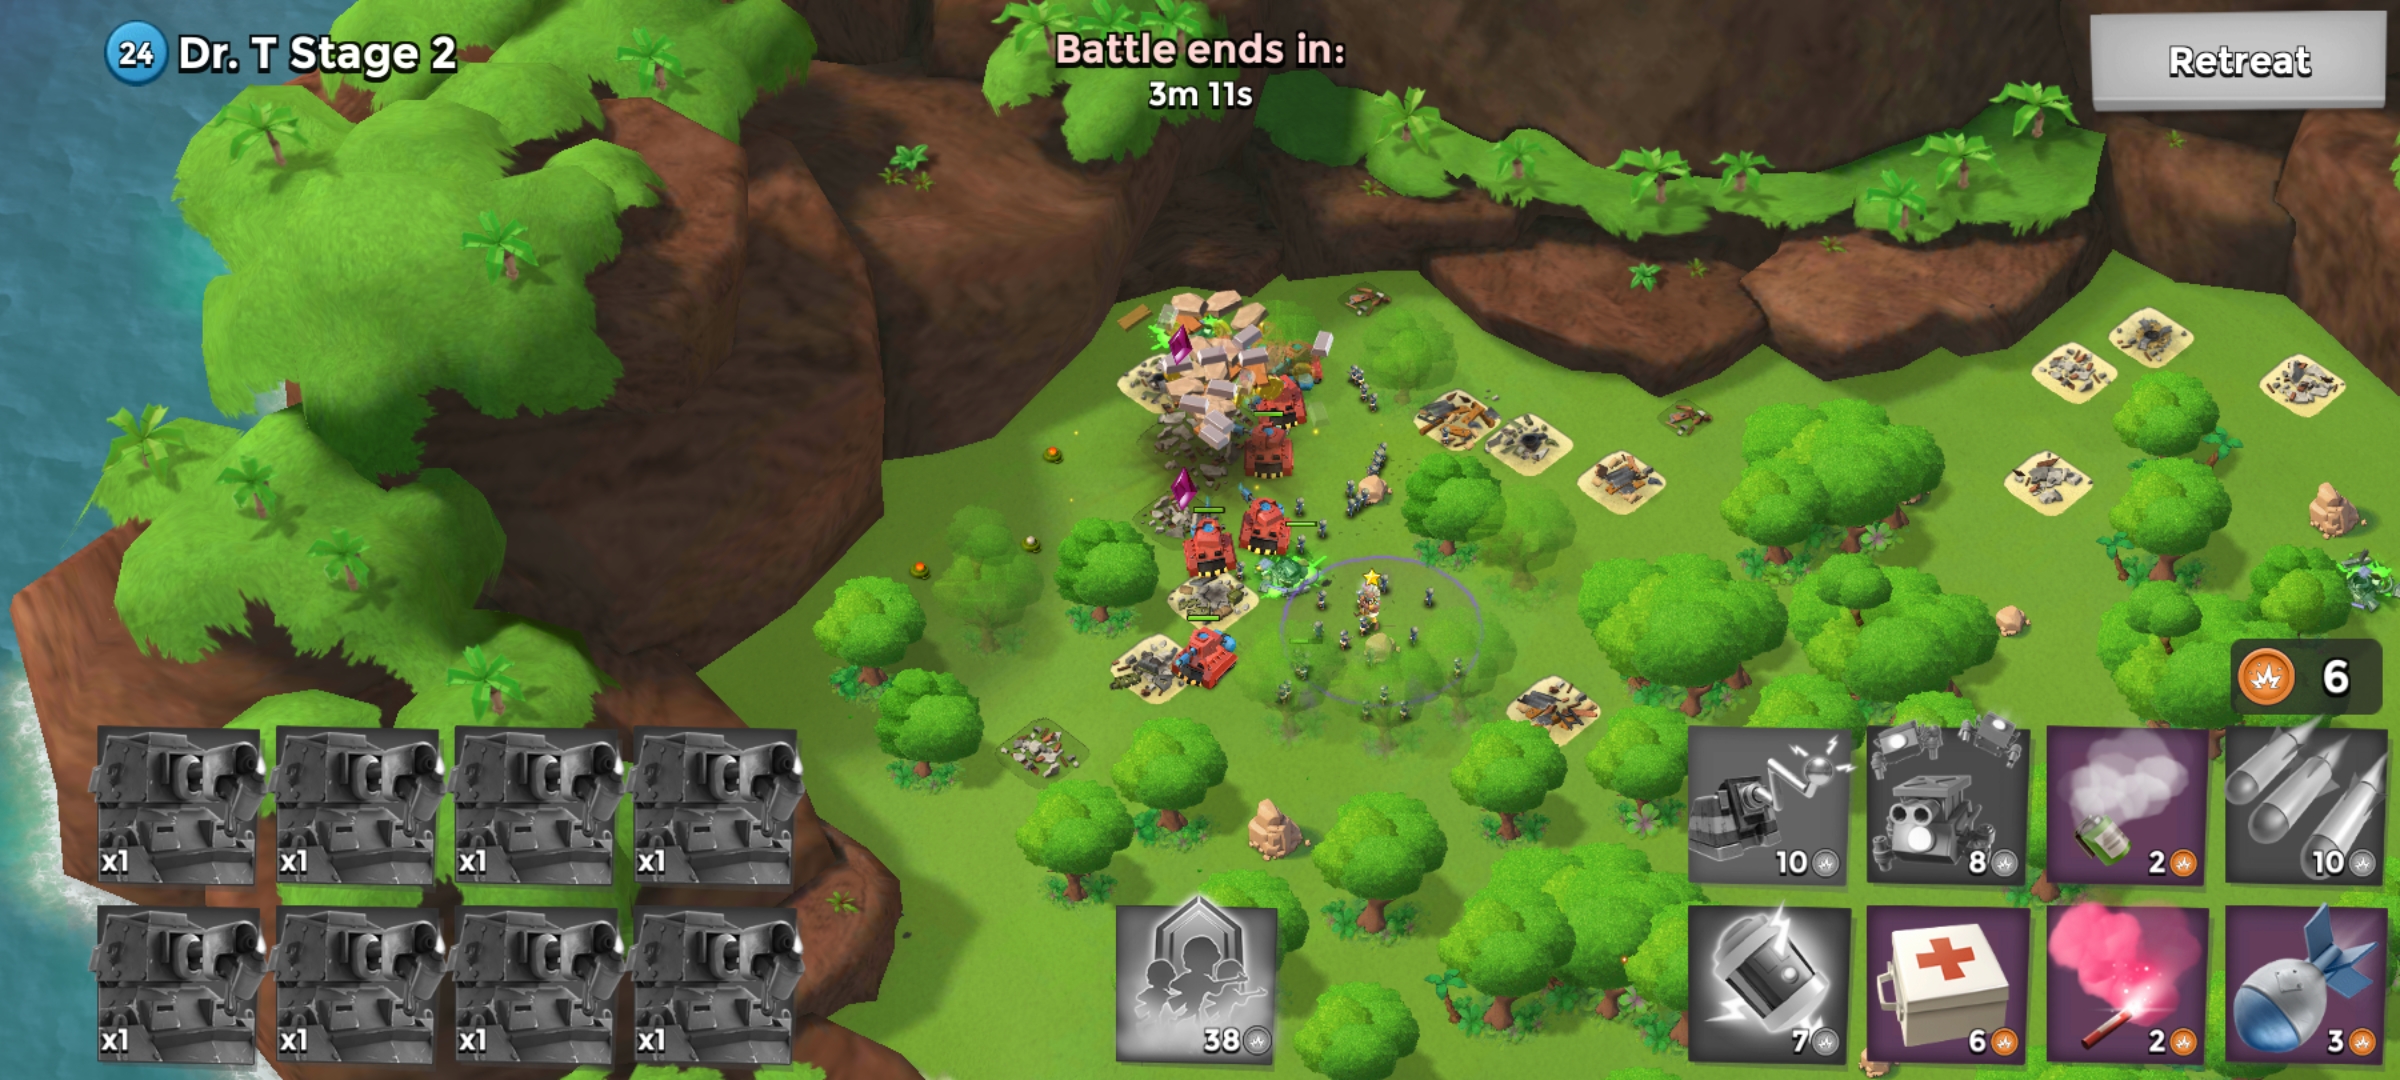 24 Dr. T Stage 2
Battle ends in:
3m 11s
Retreat
6
x1 x1 x1 x1
10 8 2 10
x1 x1 x1 x1
38
7 6 2 3